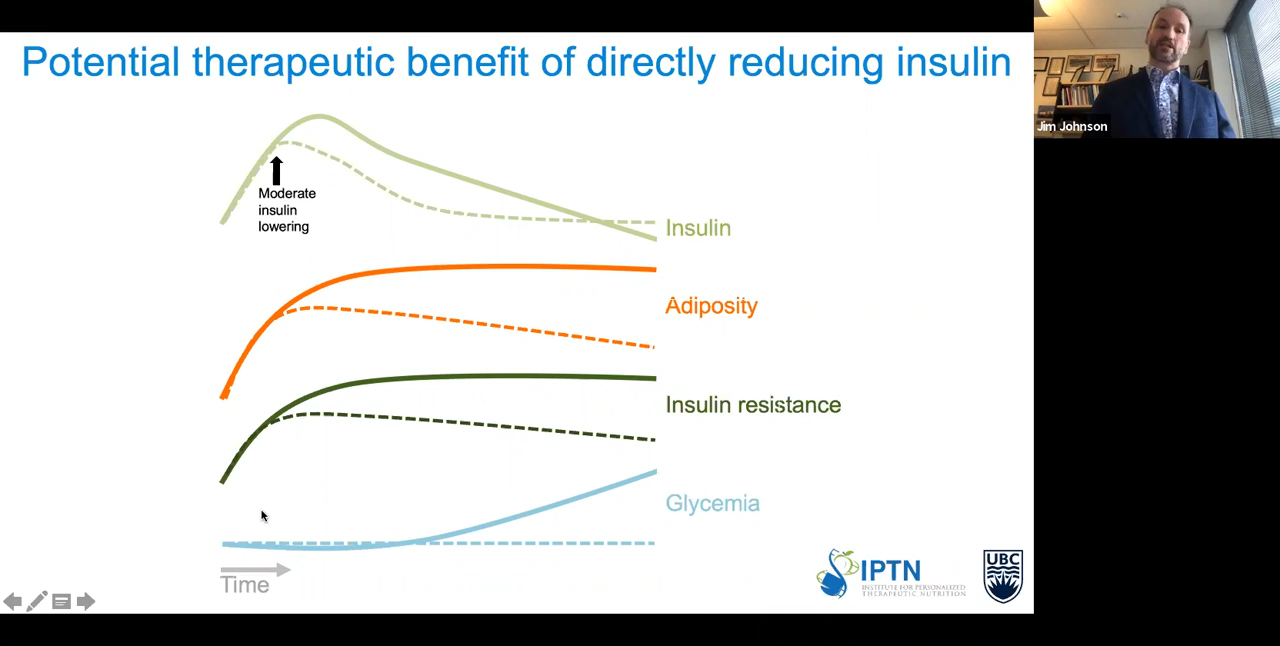 Potential therapeutic benefit of directly reducing insulin
Jim Johnson
Moderate
insulin
lowering
Insulin
Adiposity
Insulin resistance
Glycemia
Time
IPTN
INSTITUTE FOR PERSONALIZED
THERAPEUTIC NUTRITION
UBC